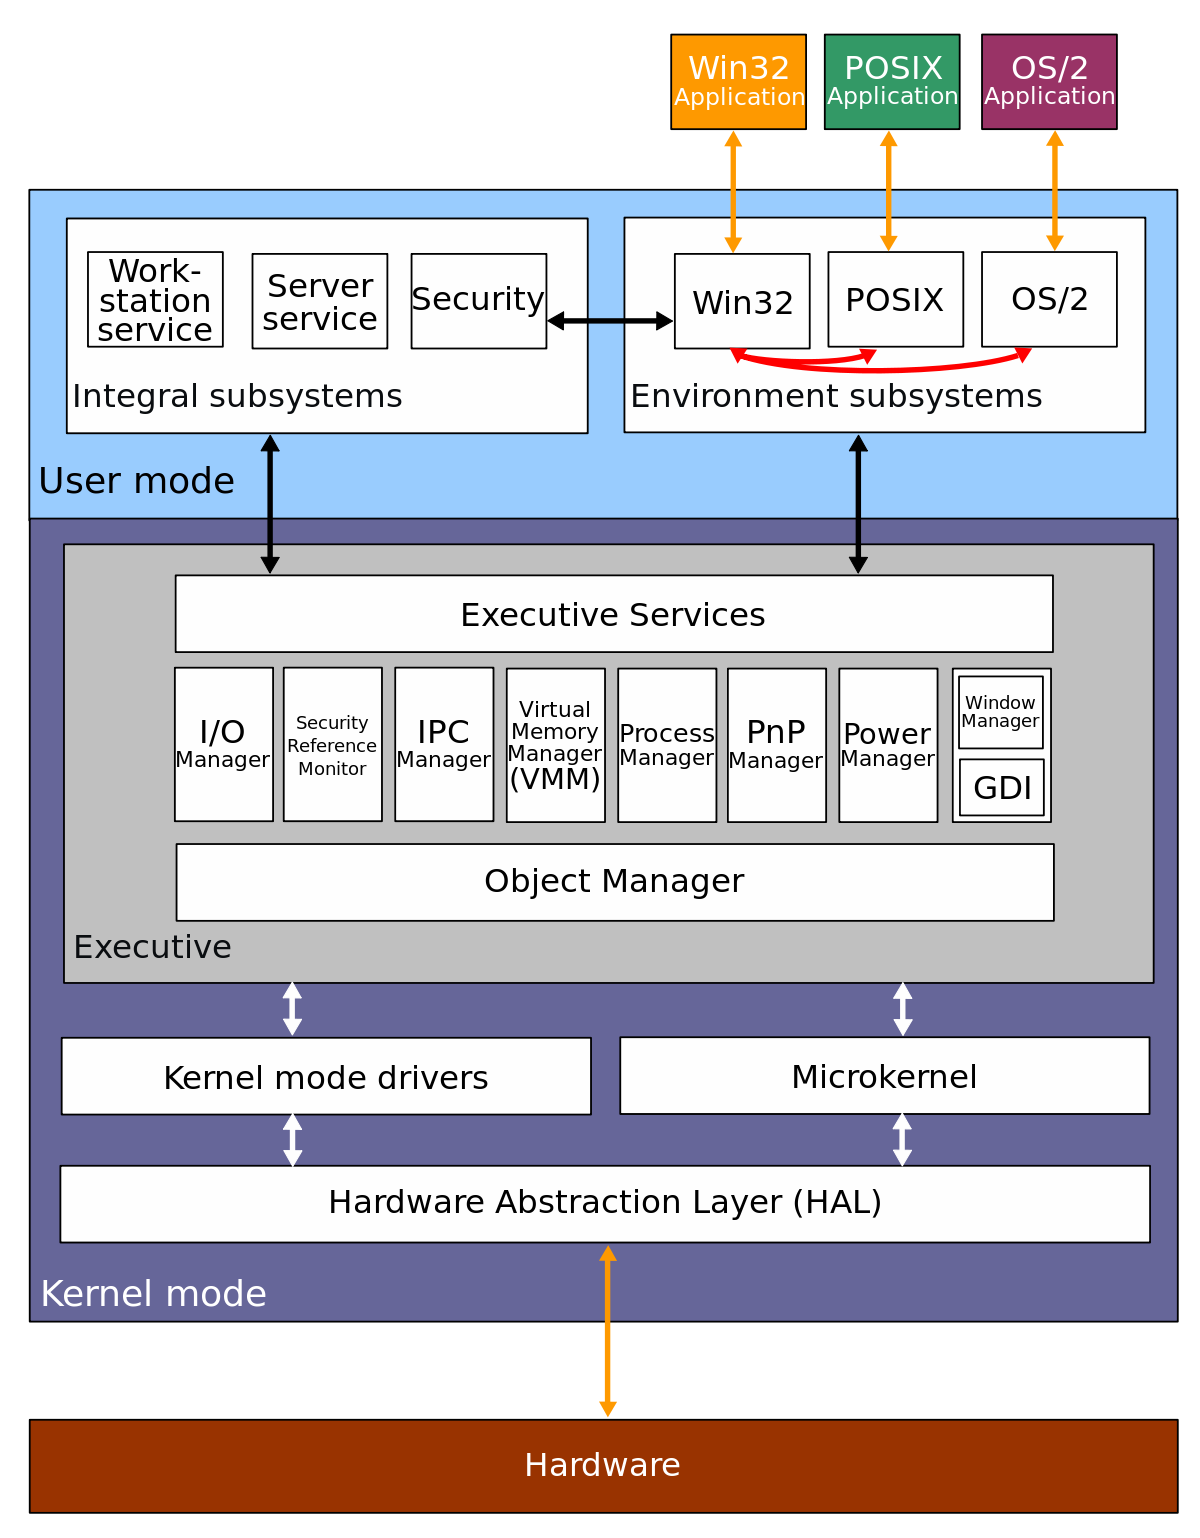 Win32
Application
POSIX
Application
OS/2
Application
Work-
station
service
Server
service
Security
Integral subsystems
Win32
POSIX
OS/2
Environment subsystems
User mode
Executive Services
I/O
Manager
Security
Reference
Monitor
IPC
Manager
Virtual
Memory
Manager
(VMM)
Process
Manager
PnP
Manager
Power
Manager
Window
Manager
GDI
Object Manager
Executive
Kernel mode drivers
Microkernel
Hardware Abstraction Layer (HAL)
Kernel mode
Hardware